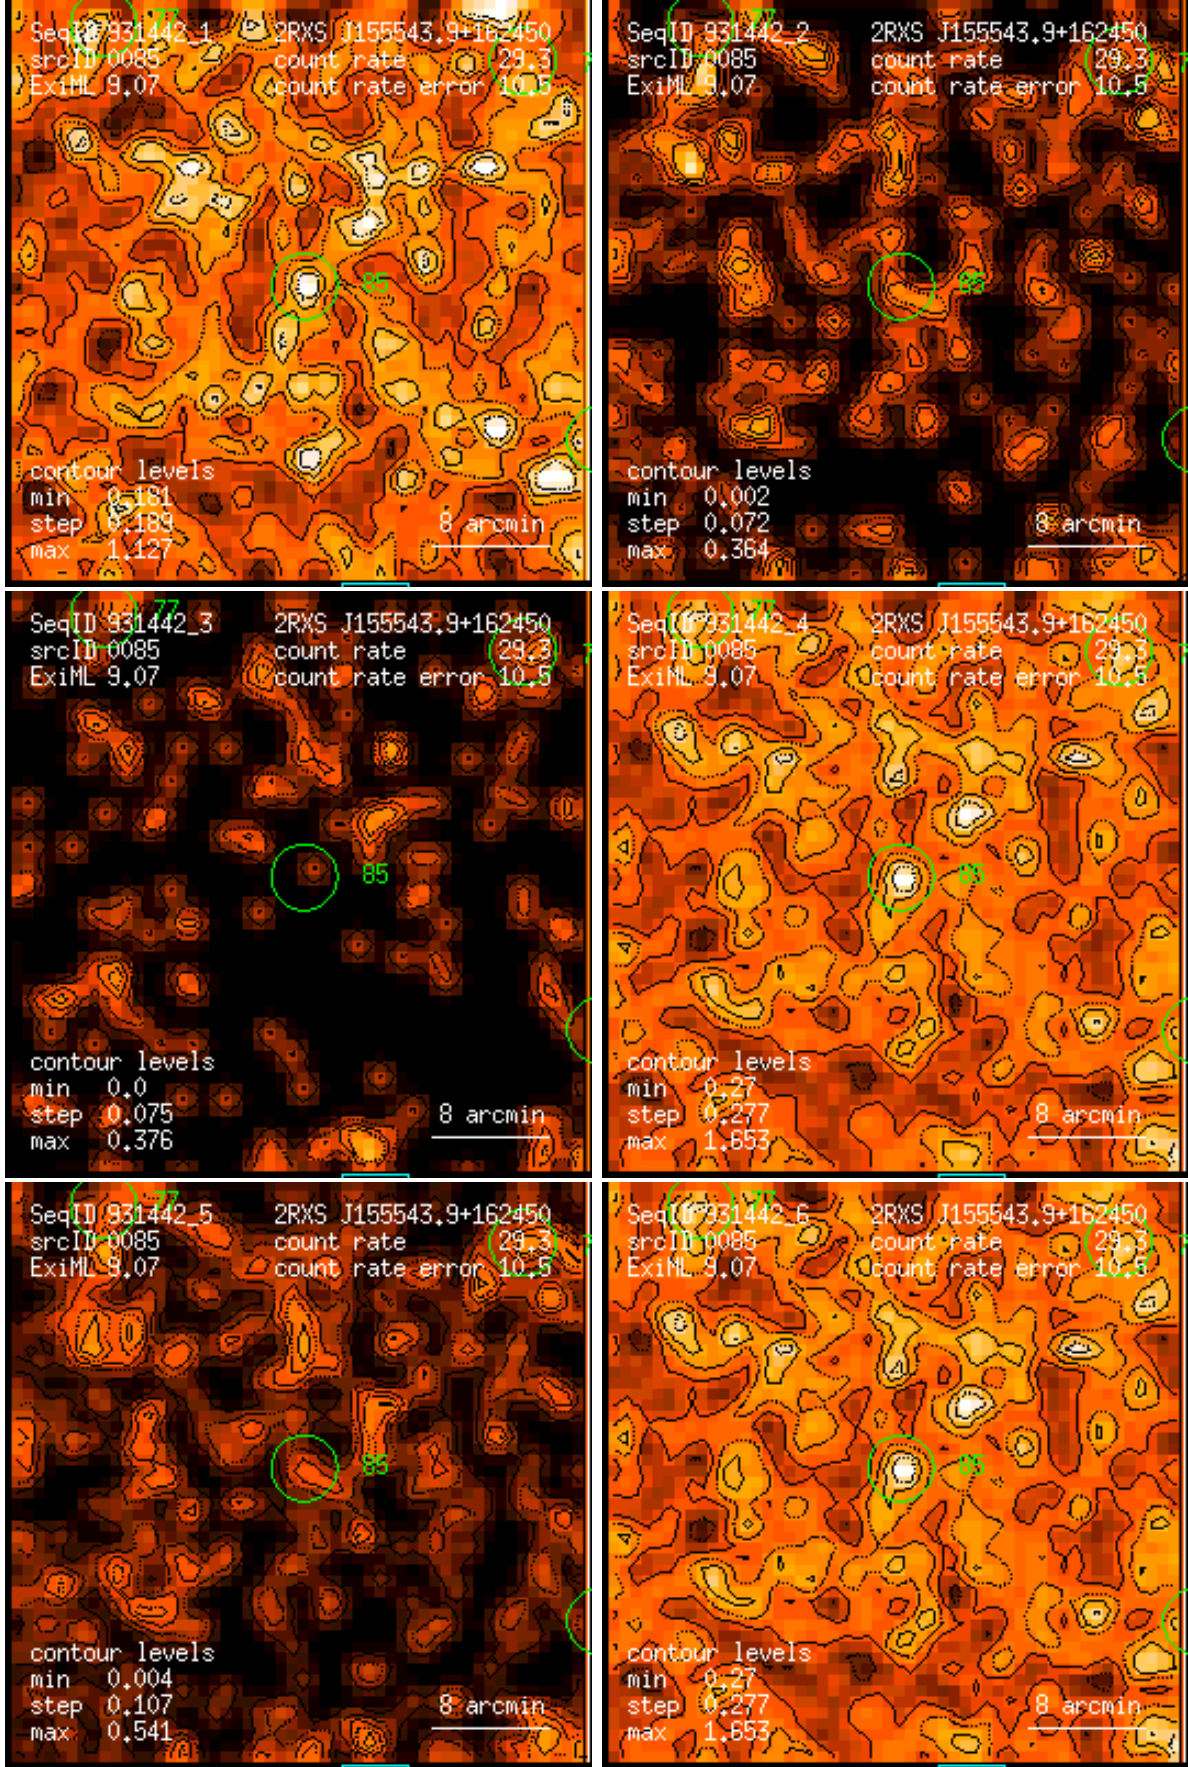 77
SeqID 931442_1 2RXS J155543.9+162450
srcID 0085 count rate 29.3
ExiML 9.07 count rate error 10.5
85
contour levels
min 0.181
step 0.189
max 1.127
8 arcmin
77
SeqID 931442_2 2RXS J155543.9+162450
srcID 0085 count rate 29.3
ExiML 9.07 count rate error 10.5
85
contour levels
min 0.002
step 0.072
max 0.364
8 arcmin
77
SeqID 931442_3 2RXS J155543.9+162450
srcID 0085 count rate 29.3
ExiML 9.07 count rate error 10.5
85
contour levels
min 0.0
step 0.075
max 0.376
8 arcmin
77
SeqID 931442_4 2RXS J155543.9+162450
srcID 0085 count rate 29.3
ExiML 9.07 count rate error 10.5
85
contour levels
min 0.27
step 0.277
max 1.653
8 arcmin
77
SeqID 931442_5 2RXS J155543.9+162450
srcID 0085 count rate 29.3
ExiML 9.07 count rate error 10.5
85
contour levels
min 0.004
step 0.107
max 0.541
8 arcmin
77
SeqID 931442_6 2RXS J155543.9+162450
srcID 0085 count rate 29.3
ExiML 9.07 count rate error 10.5
85
contour levels
min 0.27
step 0.277
max 1.653
8 arcmin